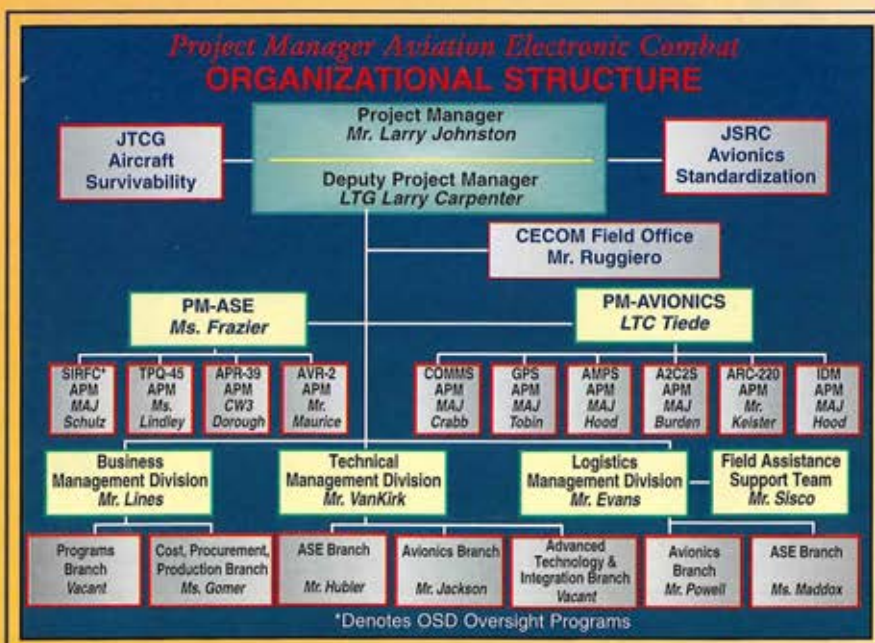 Project Manager Aviation Electronic Combat
ORGANIZATIONAL STRUCTURE
Project Manager
Mr. Larry Johnston
Deputy Project Manager
LTG Larry Carpenter
JTCG
Aircraft
Survivability
JSRC
Avionics
Standardization
CECOM Field Office
Mr. Ruggiero
PM-ASE
Ms. Frazier
PM-AVIONICS
LTC Tiede
SIRFC*
APM
MAJ
Schulz
TPQ-45
APM
Ms.
Lindley
APR-39
APM
CW3
Dorough
AVR-2
APM
Mr.
Maurice
COMMS
APM
MAJ
Crabb
GPS
APM
MAJ
Tobin
AMPS
APM
MAJ
Hood
A2C2S
APM
MAJ
Burden
ARC-220
APM
Mr.
Keister
IDM
APM
MAJ
Hood
Business
Management Division
Mr. Lines
Technical
Management Division
Mr. VanKirk
Logistics
Management Division
Mr. Evans
Field Assistance
Support Team
Mr. Sisco
Programs
Branch
Vacant
Cost, Procurement,
Production Branch
Ms. Gomer
ASE Branch
Mr. Hubler
Avionics Branch
Mr. Jackson
Advanced
Technology &
Integration Branch
Vacant
Avionics
Branch
Mr. Powell
ASE Branch
Ms. Maddox
*Denotes OSD Oversight Programs